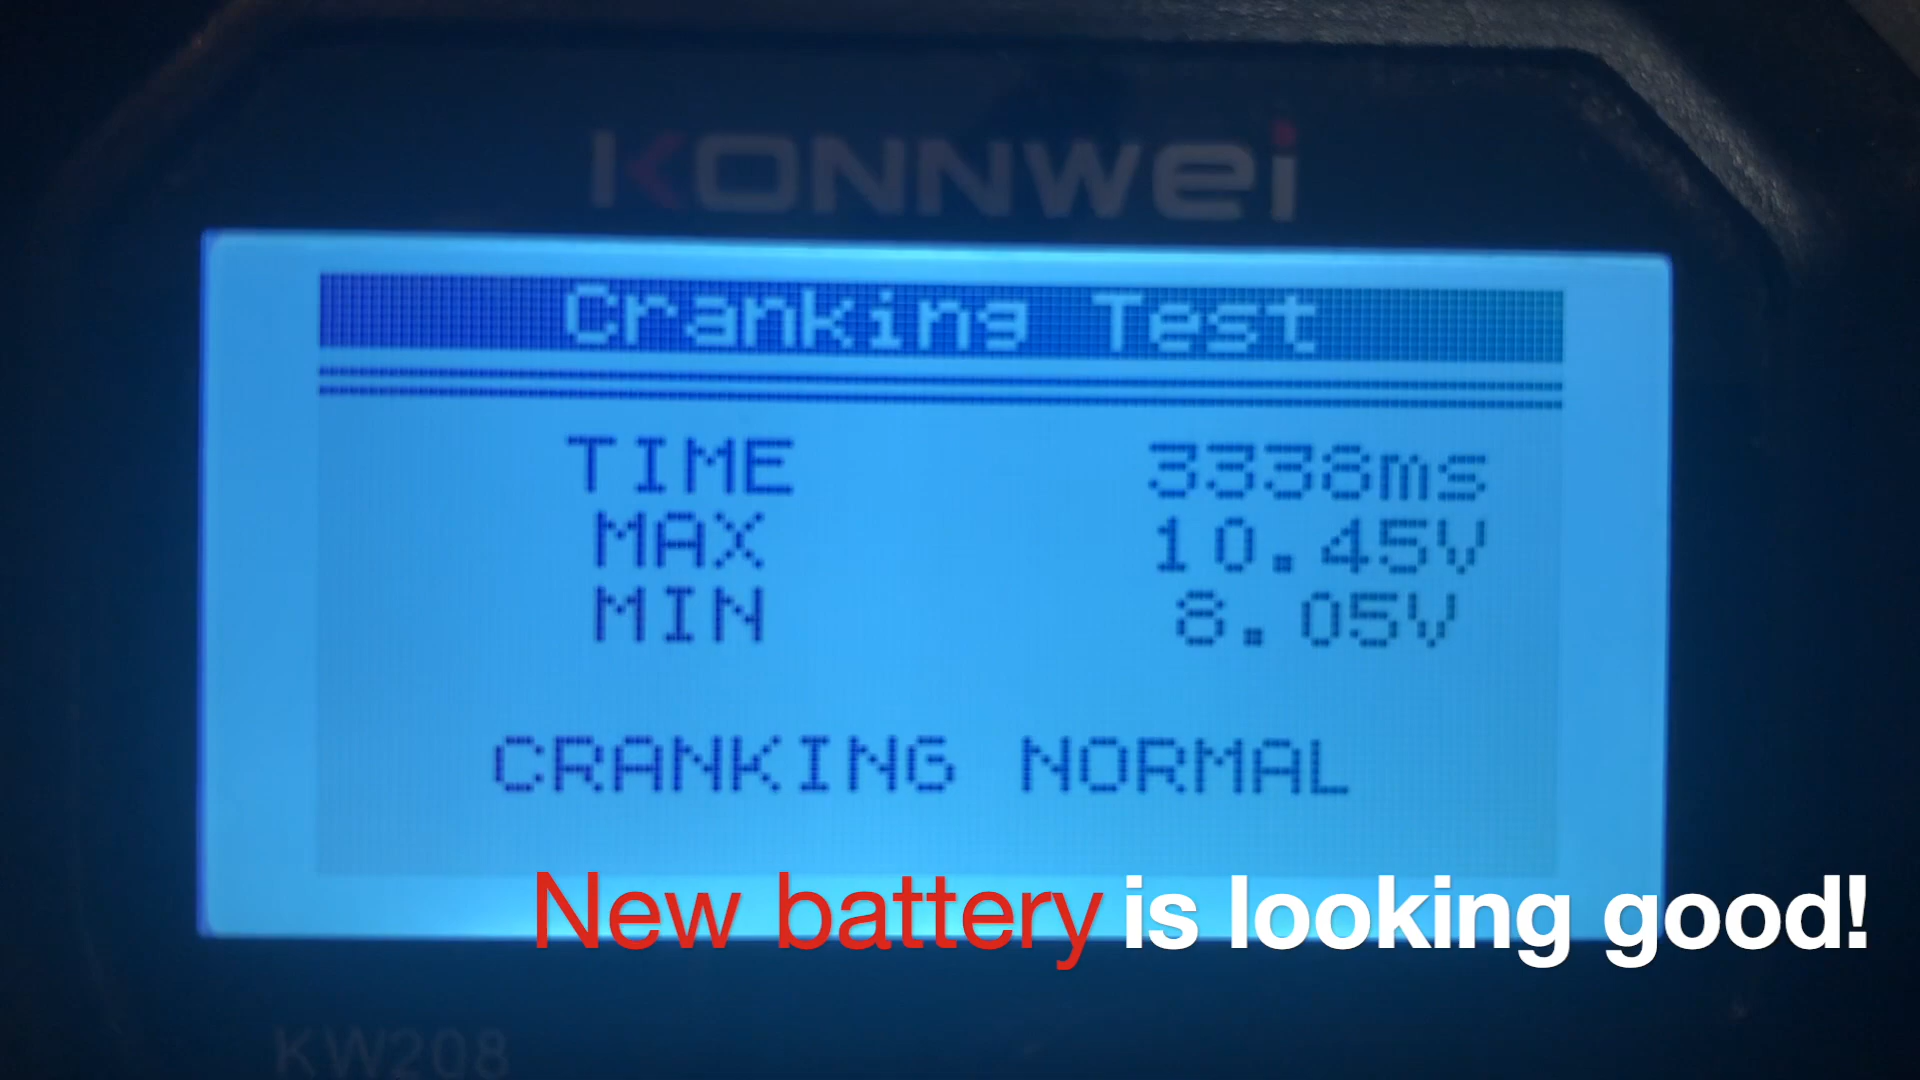 KONNWEI
Cranking Test
TIME 3338ms
MAX 10.45V
MIN 8.05V
CRANKING NORMAL
New battery is looking good!
KW208